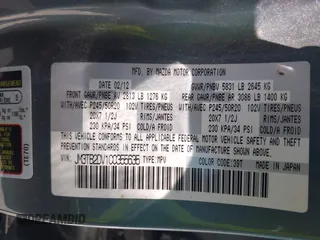 MFD. BY MAZDA MOTOR CORPORATION
DATE 02/12 GVWR/PNBV 5831 LB 2645 KG
FRONT GAWR/PNBE AV 2813 LB 1276 KG REAR GAWR/PNBE AR 3086 LB 1400 KG
WITH/AVEC P245/50R20 102V TIRES/PNEUS WITH/AVEC P245/50R20 102V TIRES/PNEUS
20X7 1/2J RIMS/JANTES 20X7 1/2J RIMS/JANTES
230 KPA/34 PSI COLD/A FROID 230 KPA/34 PSI COLD/A FROID
THIS VEHICLE CONFORMS TO ALL APPLICABLE FEDERAL MOTOR VEHICLE SAFETY AND THEFT
PREVENTION STANDARDS IN EFFECT ON THE DATE OF MANUFACTURE SHOWN ABOVE.
TYPE: MPV
COLOR: 39T MADE IN JAPAN
(TE70)
AMERIBID